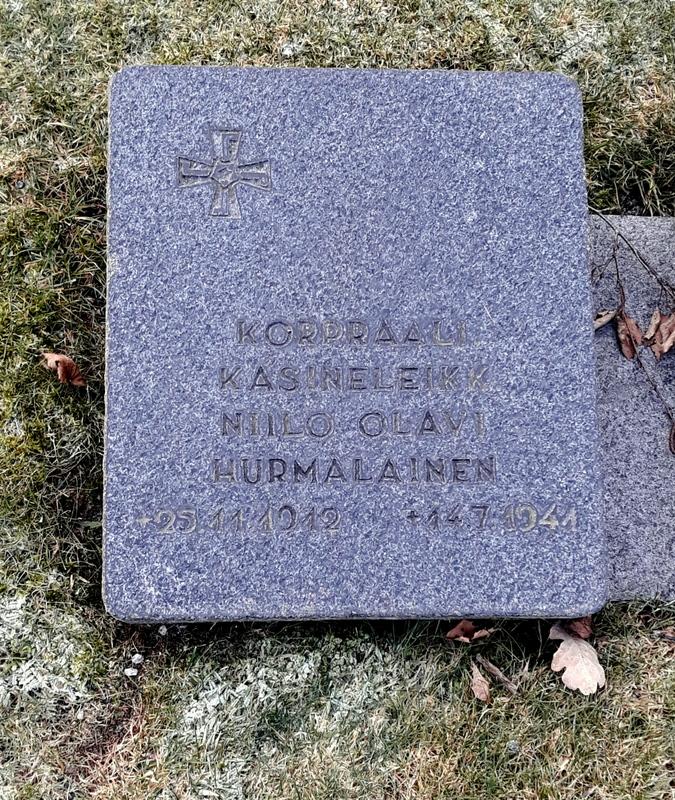 KORPRAALI
KASINELEIKK
NIILO OLAVI
HURMALAINEN
+25.11.1912 +14.7.1941